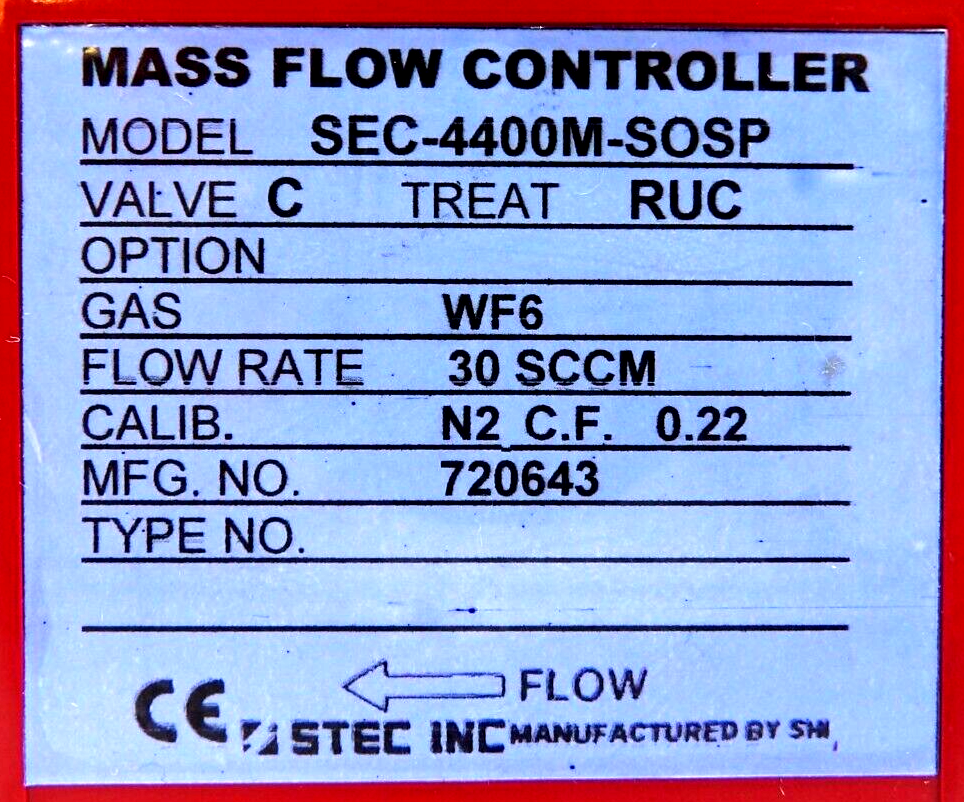 MASS FLOW CONTROLLER
MODEL SEC-4400M-SOSP
VALVE C TREAT RUC
OPTION
GAS WF6
FLOW RATE 30 SCCM
CALIB. N2 C.F. 0.22
MFG. NO. 720643
TYPE NO.
FLOW
CE STEC INC MANUFACTURED BY